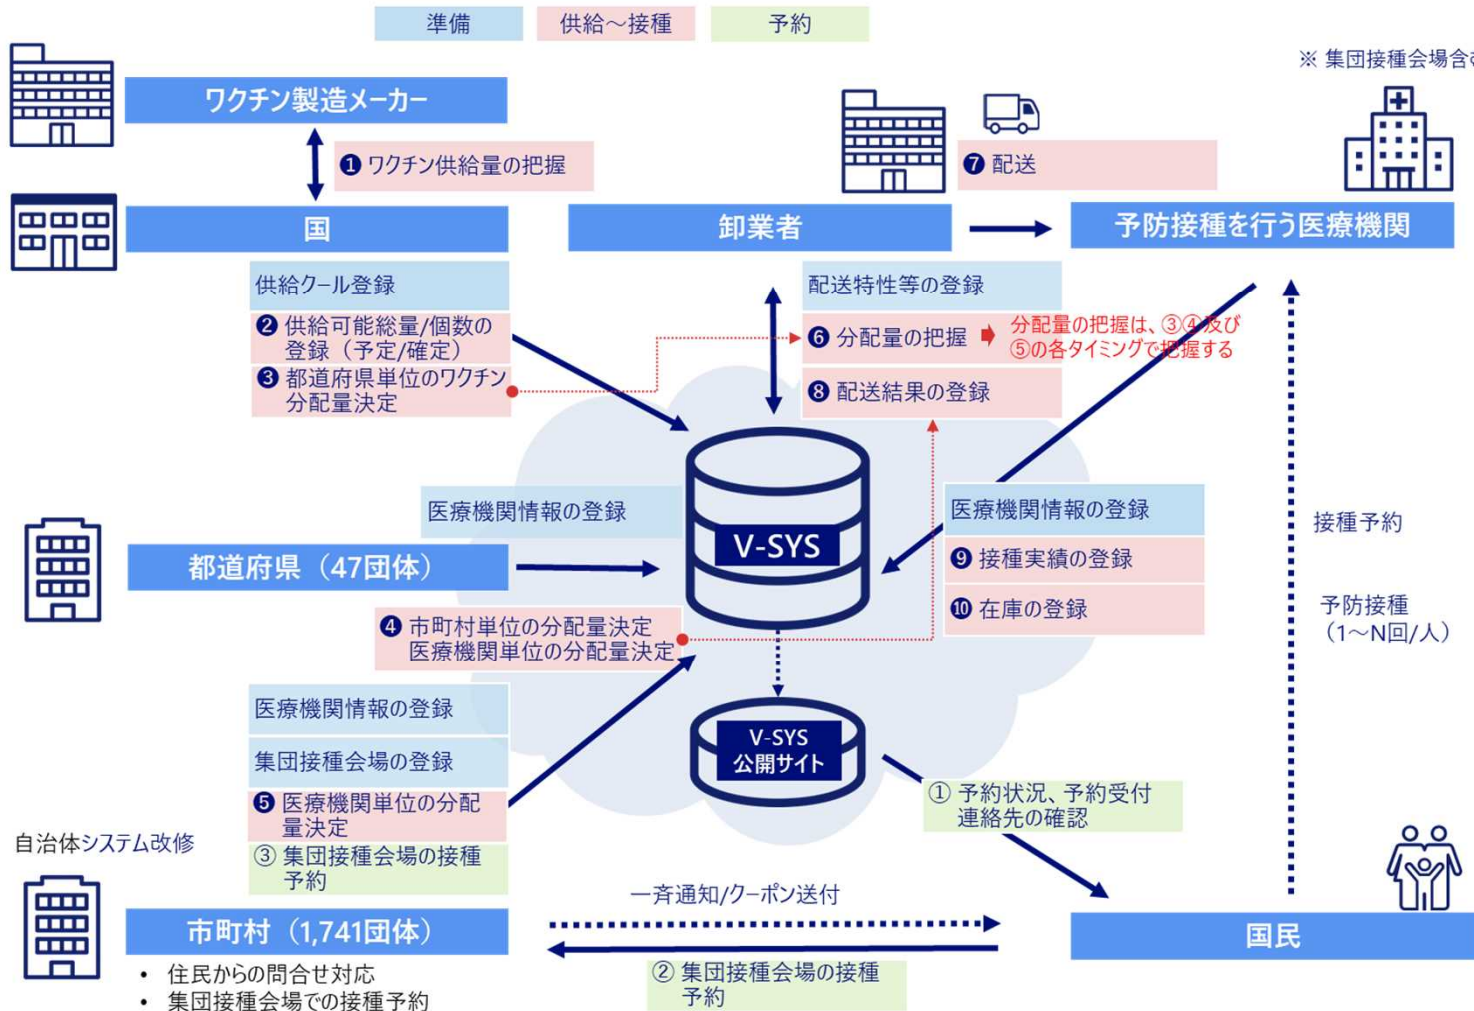 準備
供給～接種
予約
※ 集団接種会場含
ワクチン製造メーカー
❶ ワクチン供給量の把握
❼ 配送
国
卸業者
予防接種を行う医療機関
供給クール登録
❷ 供給可能総量/個数の
登録（予定/確定）
❸ 都道府県単位のワクチン
分配量決定
配送特性等の登録
❻ 分配量の把握
分配量の把握は、③④及び
⑤の各タイミングで把握する
❽ 配送結果の登録
医療機関情報の登録
都道府県（47団体）
V-SYS
医療機関情報の登録
❾ 接種実績の登録
❿ 在庫の登録
接種予約
予防接種
（1～N回/人）
❹ 市町村単位の分配量決定
医療機関単位の分配量決定
医療機関情報の登録
集団接種会場の登録
❺ 医療機関単位の分配
量決定
③ 集団接種会場の接種
予約
V-SYS
公開サイト
① 予約状況、予約受付
連絡先の確認
自治体システム改修
市町村（1,741団体）
一斉通知/クーポン送付
国民
② 集団接種会場の接種
予約
• 住民からの問合せ対応
• 集団接種会場での接種予約